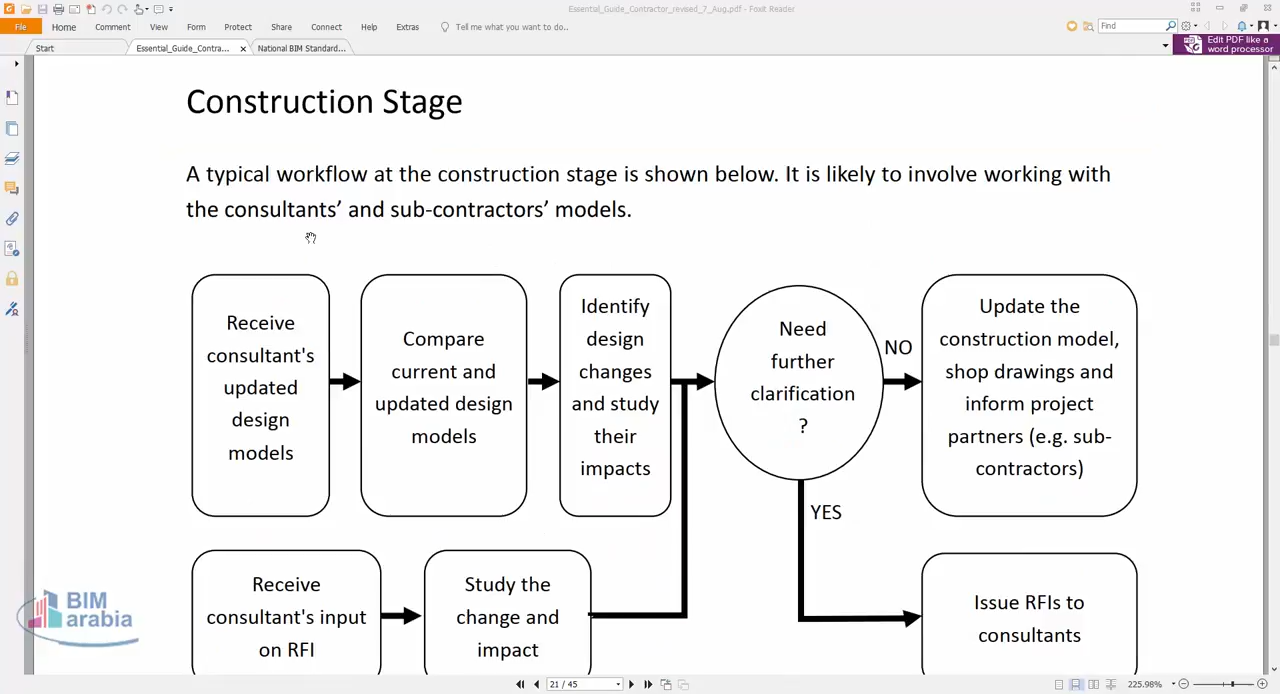 Essential_Guide_Contractor_revised_7_Aug.pdf - Foxit Reader
File Home Comment View Form Protect Share Connect Help Extras Tell me what you want to do.. Find
Edit PDF like a
word processor
Start Essential_Guide_Contra... National BIM Standard...
Construction Stage
A typical workflow at the construction stage is shown below. It is likely to involve working with
the consultants’ and sub-contractors’ models.
Receive
consultant's
updated
design
models
Compare
current and
updated design
models
Identify
design
changes
and study
their
impacts
Need
further
clarification
?
NO
Update the
construction model,
shop drawings and
inform project
partners (e.g. sub-
contractors)
YES
Receive
consultant's input
on RFI
Study the
change and
impact
Issue RFIs to
consultants
BIM
arabia
21 / 45
225.98%